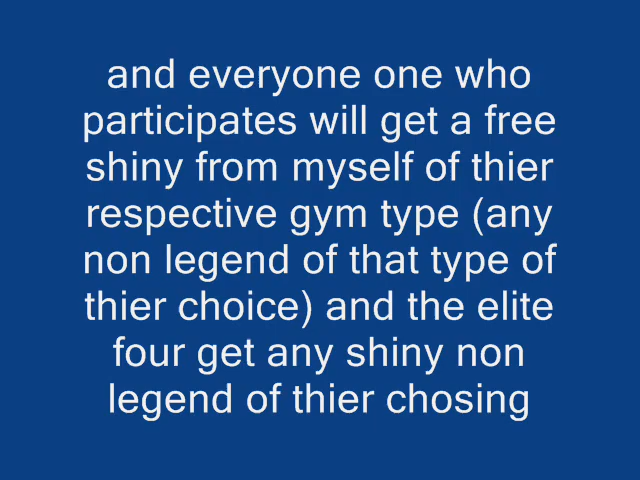 and everyone one who
participates will get a free
shiny from myself of thier
respective gym type (any
non legend of that type of
thier choice) and the elite
four get any shiny non
legend of thier chosing